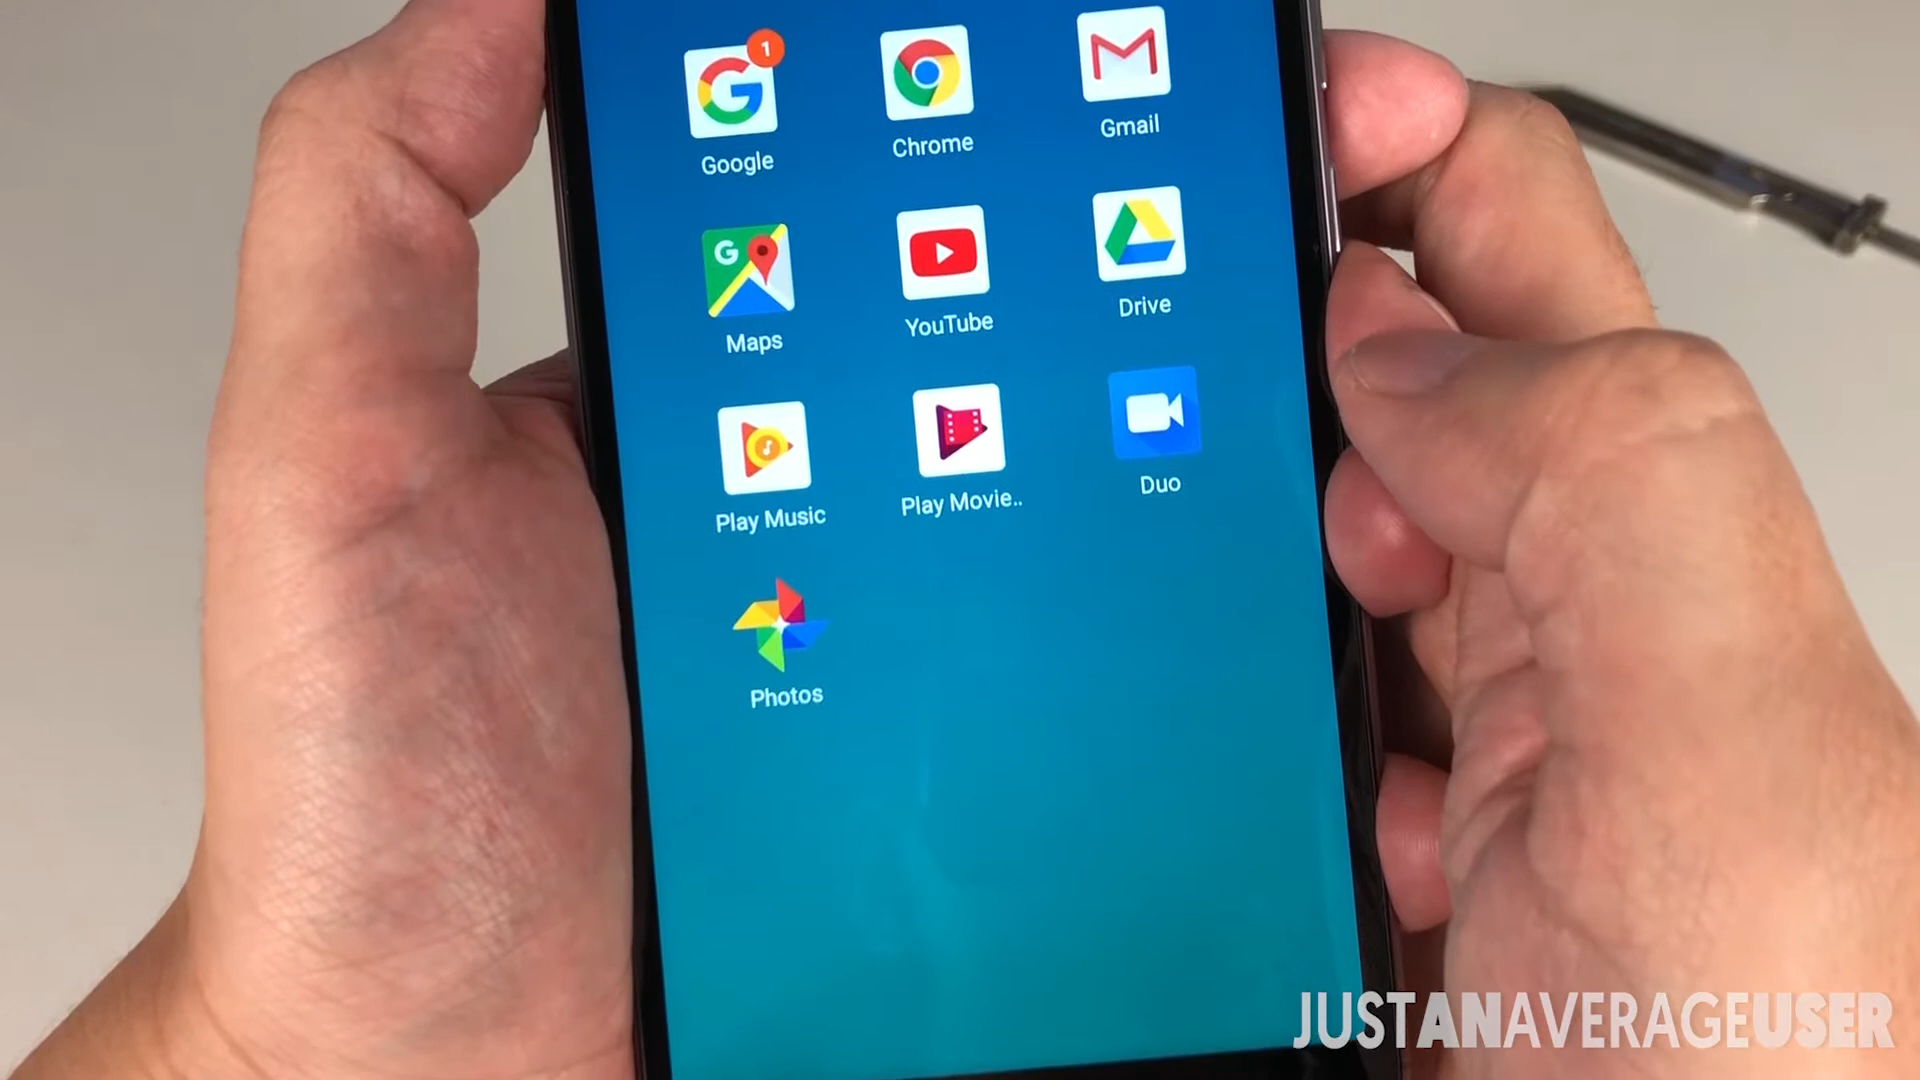 1
Google
Chrome
Gmail
G
Maps
YouTube
Drive
Play Music
Play Movie..
Duo
Photos
JUSTANAVERAGEUSER